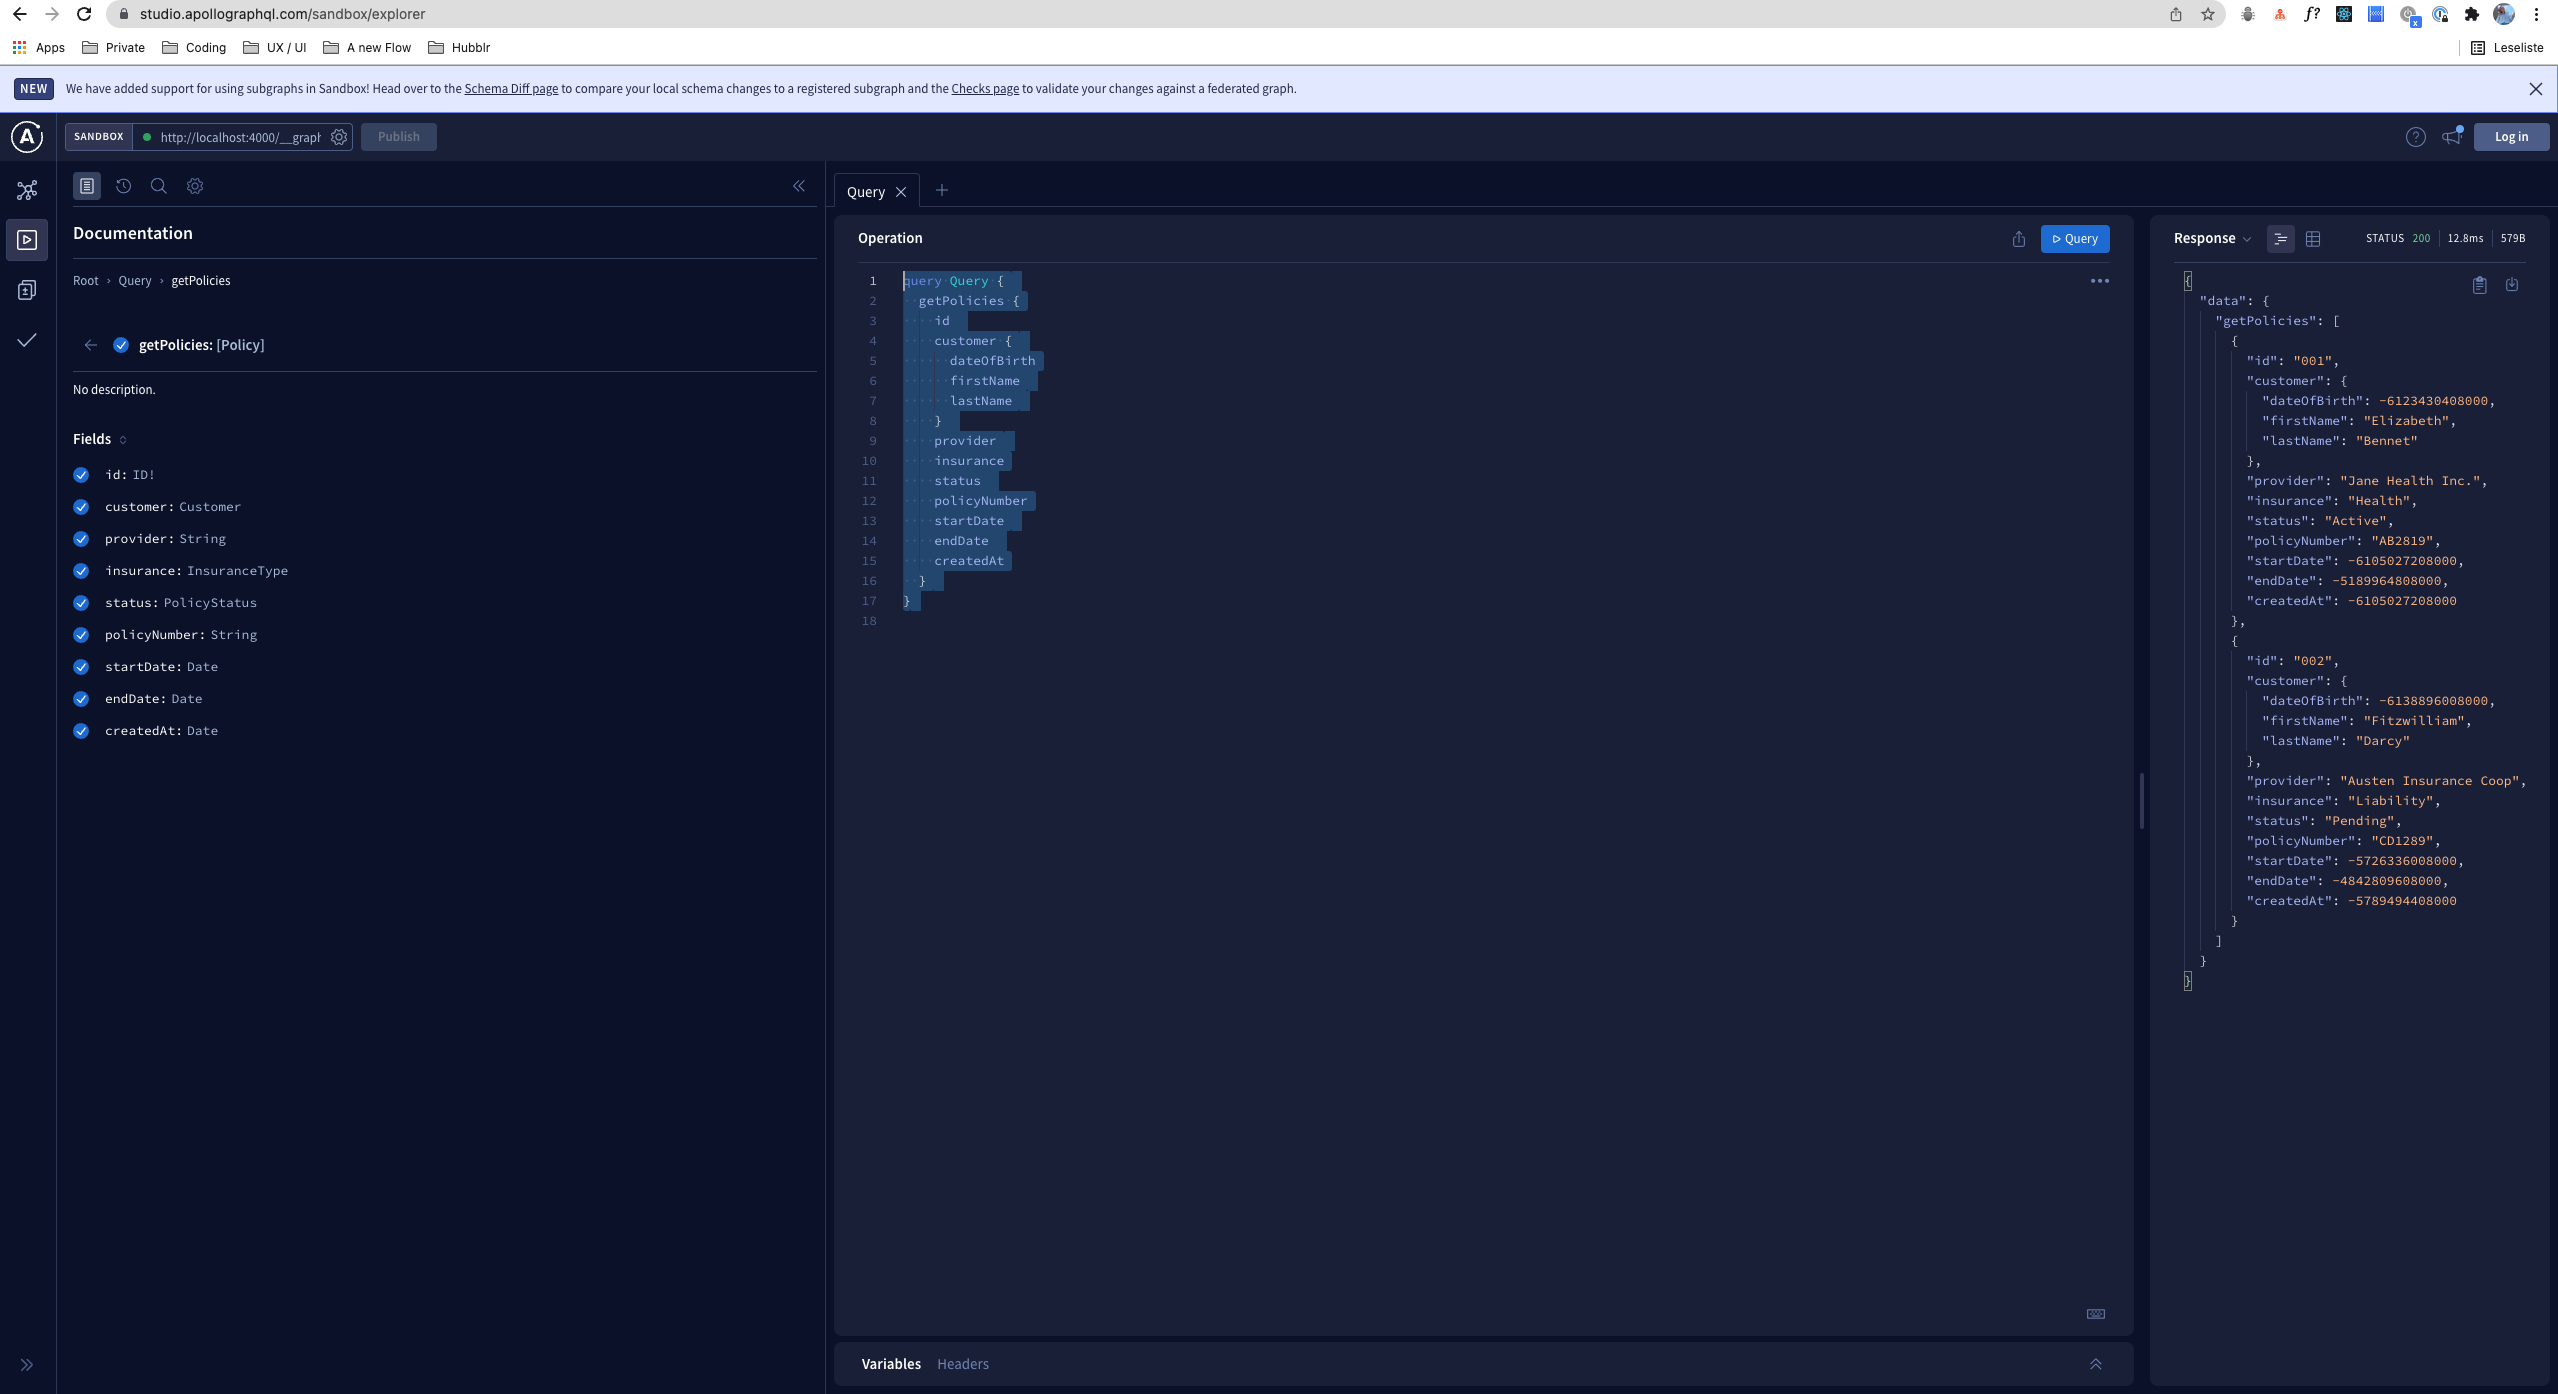 studio.apollographql.com/sandbox/explorer
f?
Apps Private Coding UX / UI A new Flow Hubblr Leseliste
NEW We have added support for using subgraphs in Sandbox! Head over to the Schema Diff page to compare your local schema changes to a registered subgraph and the Checks page to validate your changes against a federated graph.
SANDBOX http://localhost:4000/__graph Publish Log in
Documentation
Root › Query › getPolicies
getPolicies: [Policy]
No description.
Fields
id: ID!
customer: Customer
provider: String
insurance: InsuranceType
status: PolicyStatus
policyNumber: String
startDate: Date
endDate: Date
createdAt: Date
Query
Operation Query
1 query Query {
2 getPolicies {
3 id
4 customer {
5 dateOfBirth
6 firstName
7 lastName
8 }
9 provider
10 insurance
11 status
12 policyNumber
13 startDate
14 endDate
15 createdAt
16 }
17 }
18
Variables Headers
Response STATUS 200 12.8ms 579B
{
"data": {
"getPolicies": [
{
"id": "001",
"customer": {
"dateOfBirth": -6123430408000,
"firstName": "Elizabeth",
"lastName": "Bennet"
},
"provider": "Jane Health Inc.",
"insurance": "Health",
"status": "Active",
"policyNumber": "AB2819",
"startDate": -6105027208000,
"endDate": -5189964808000,
"createdAt": -6105027208000
},
{
"id": "002",
"customer": {
"dateOfBirth": -6138896008000,
"firstName": "Fitzwilliam",
"lastName": "Darcy"
},
"provider": "Austen Insurance Coop",
"insurance": "Liability",
"status": "Pending",
"policyNumber": "CD1289",
"startDate": -5726336008000,
"endDate": -4842809608000,
"createdAt": -5789494408000
}
]
}
}